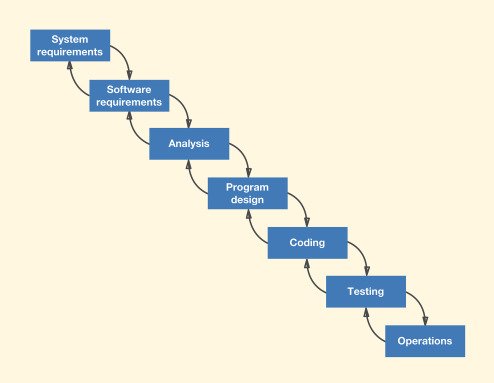 System
requirements
Software
requirements
Analysis
Program
design
Coding
Testing
Operations